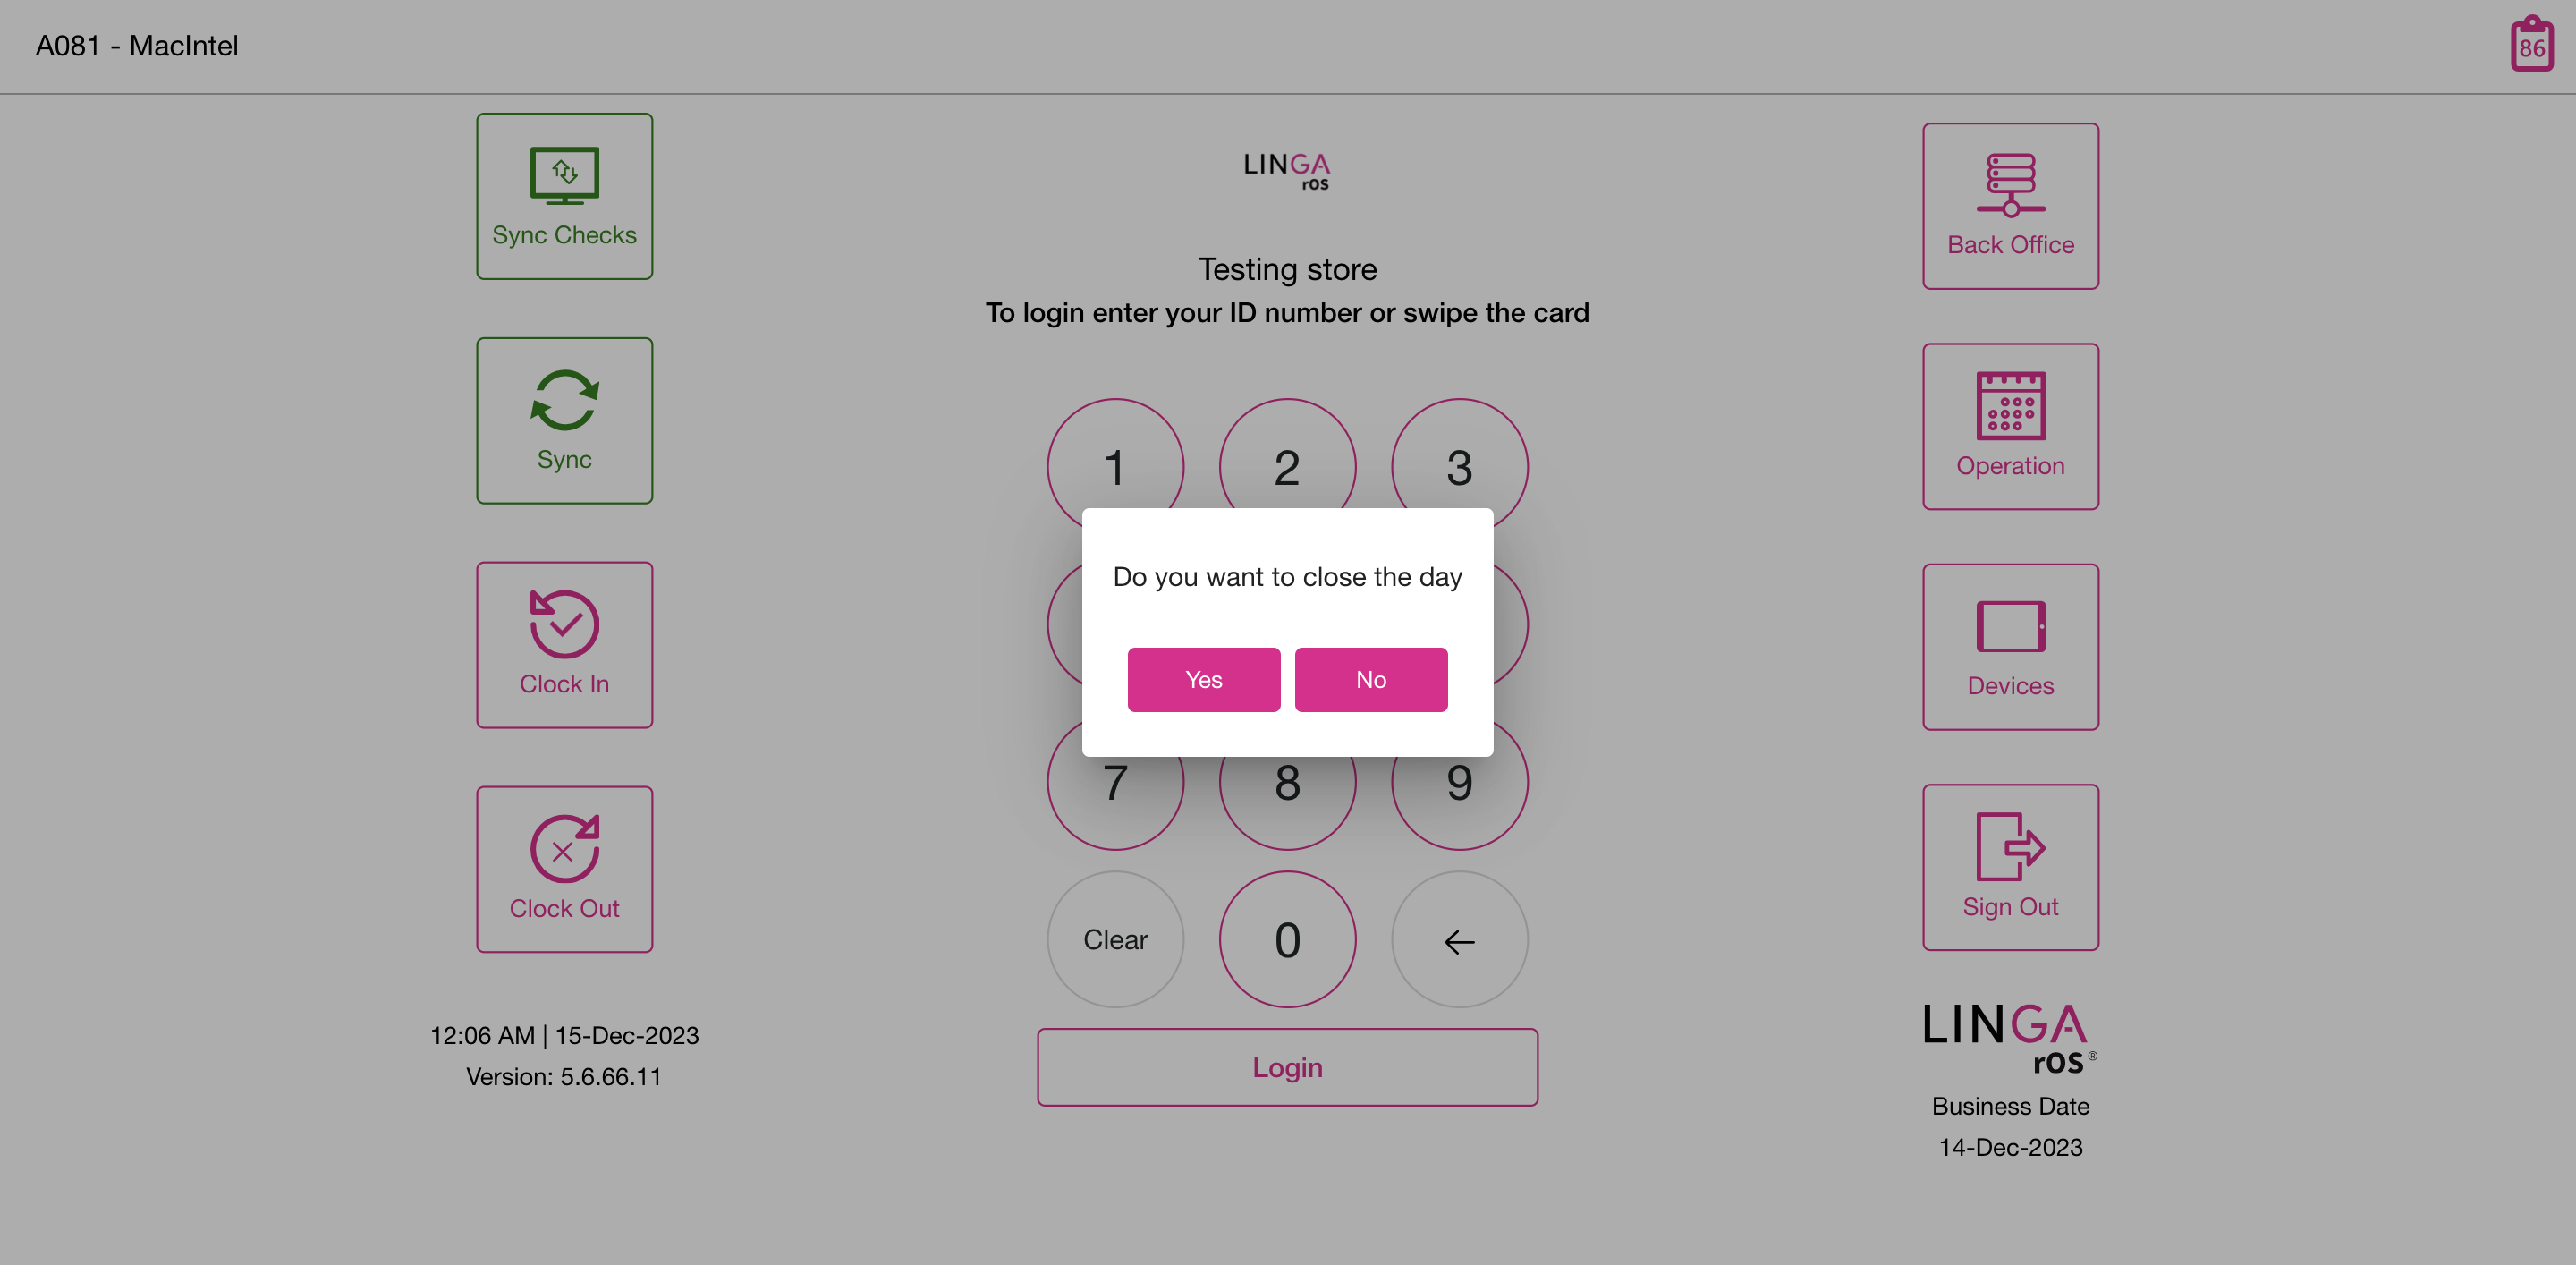 A081 - MacIntel
86
Sync Checks
Sync
Clock In
Clock Out
12:06 AM | 15-Dec-2023
Version: 5.6.66.11
LINGA
rOS
Testing store
To login enter your ID number or swipe the card
1 2 3
Do you want to close the day
Yes No
7 8 9
Clear 0 ←
Login
Back Office
Operation
Devices
Sign Out
LINGA
rOS ®
Business Date
14-Dec-2023